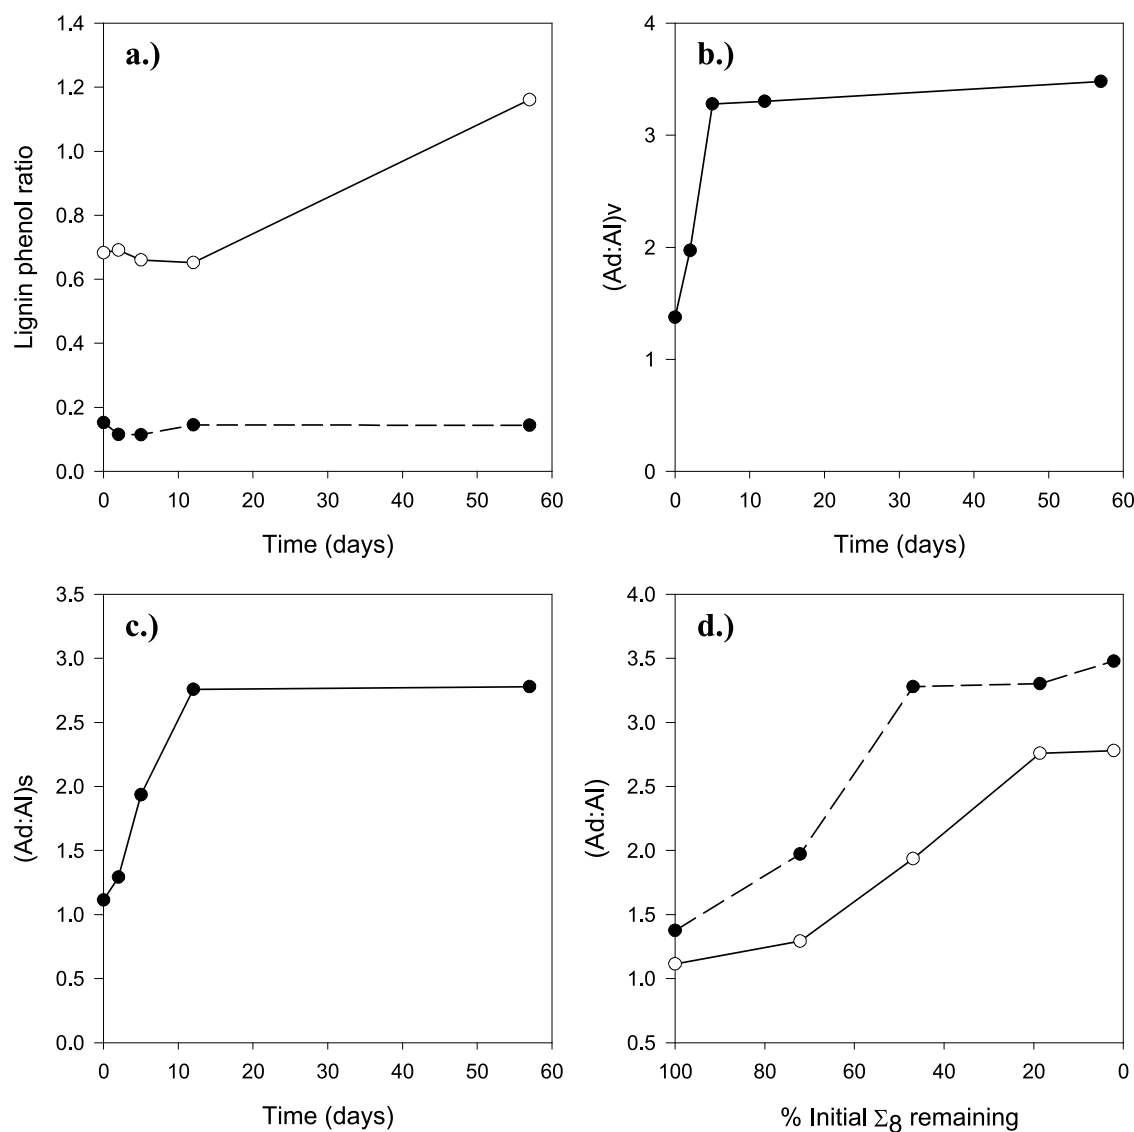 a.)
1.4
1.2
1.0
0.8
0.6
0.4
0.2
0.0
Lignin phenol ratio
0 10 20 30 40 50 60
Time (days)
b.)
4
3
2
1
0
(Ad:Al)v
0 10 20 30 40 50 60
Time (days)
c.)
3.5
3.0
2.5
2.0
1.5
1.0
0.5
0.0
(Ad:Al)s
0 10 20 30 40 50 60
Time (days)
d.)
4.0
3.5
3.0
2.5
2.0
1.5
1.0
0.5
(Ad:Al)
100 80 60 40 20 0
% Initial Σ8 remaining